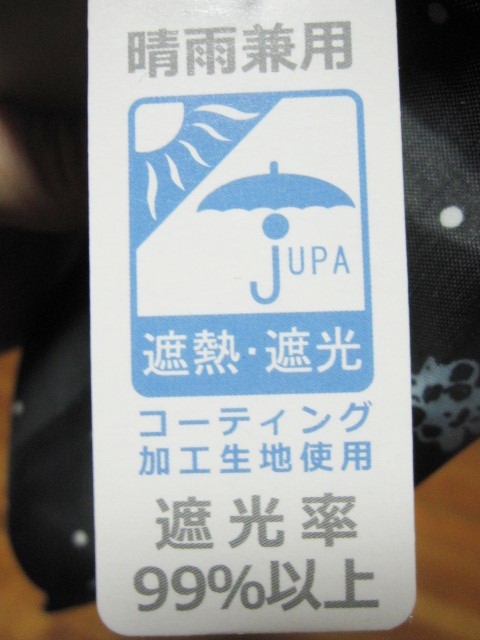 晴雨兼用
jUPA
遮熱·遮光
コーティング
加工生地使用
遮光率
99%以上